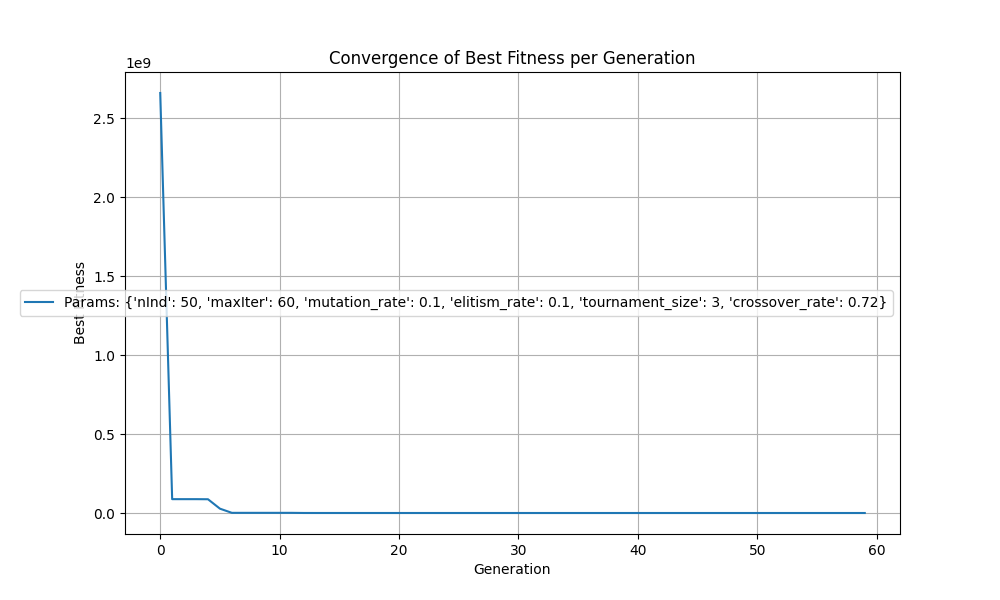 Convergence of Best Fitness per Generation
1e9
2.5
2.0
1.5
1.0
0.5
0.0
Best Fitness
Params: {'nInd': 50, 'maxIter': 60, 'mutation_rate': 0.1, 'elitism_rate': 0.1, 'tournament_size': 3, 'crossover_rate': 0.72}
0 10 20 30 40 50 60
Generation